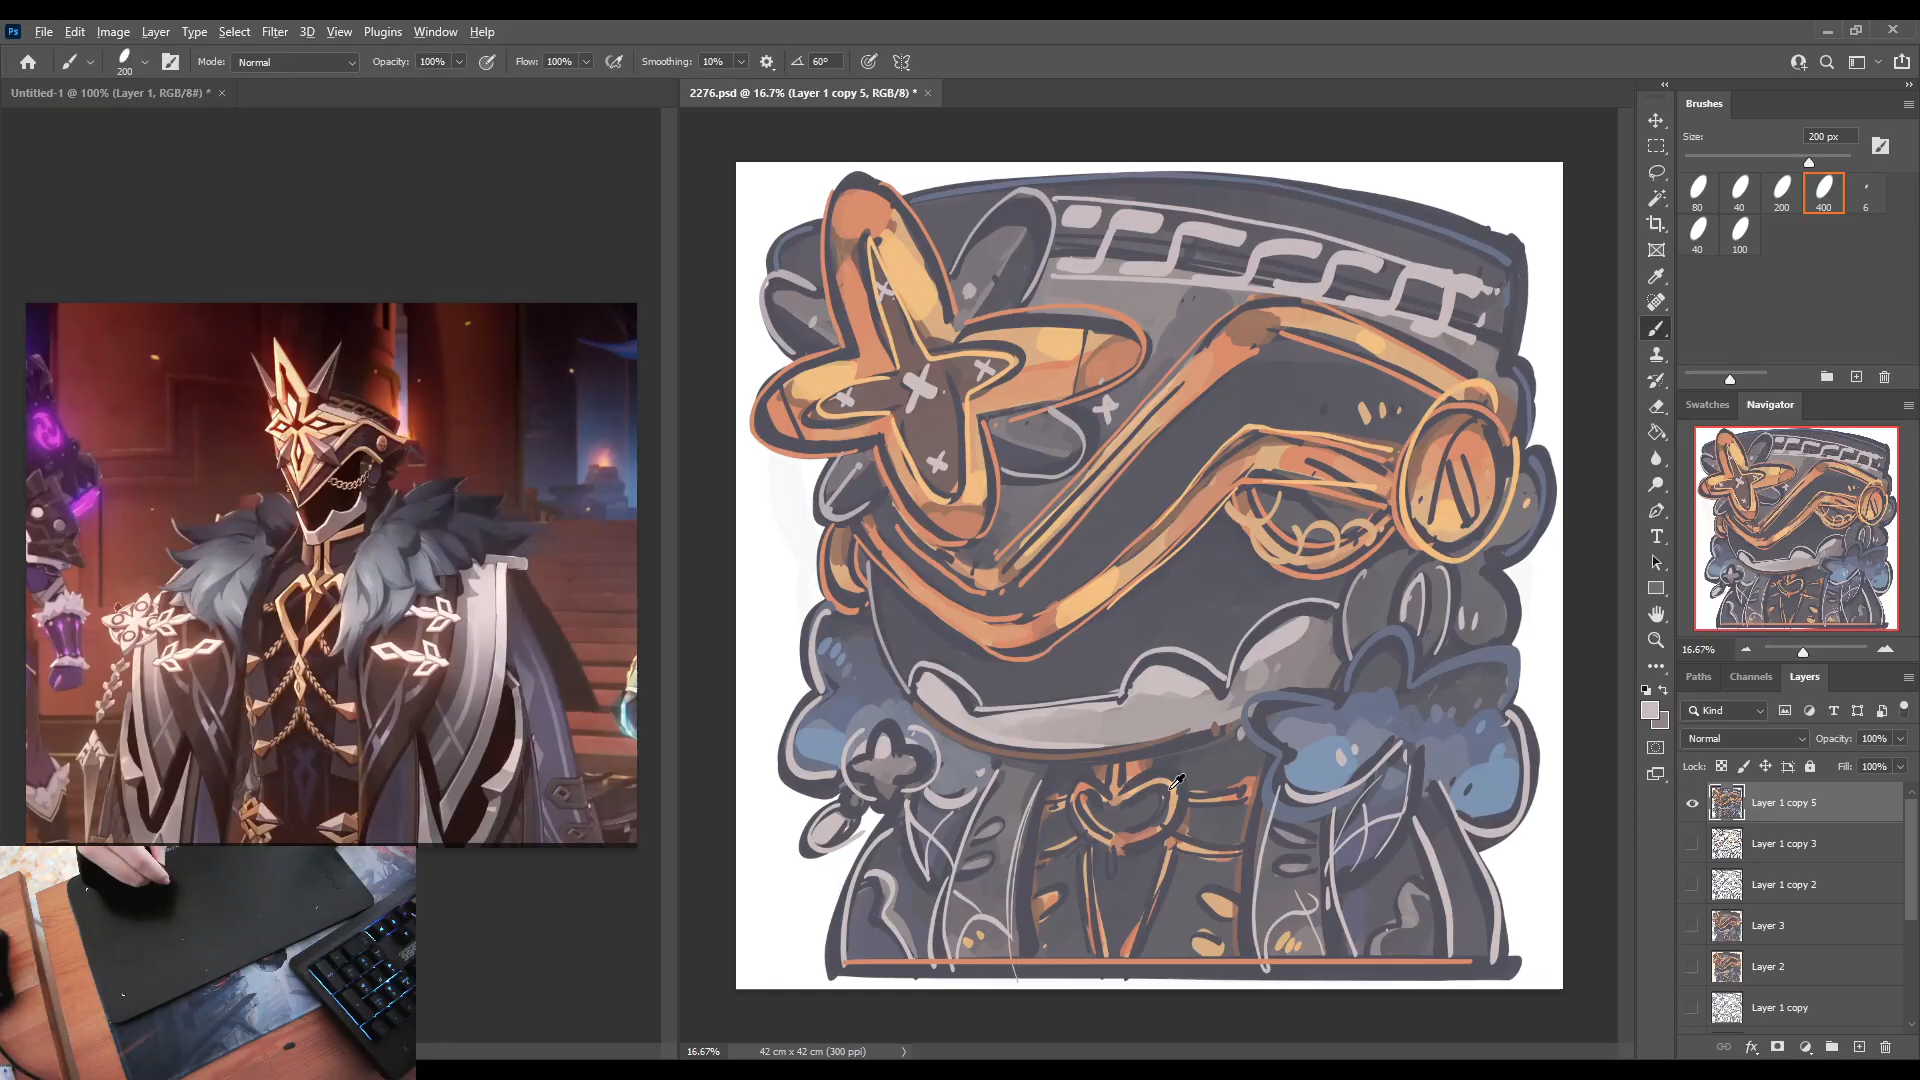 Ps File Edit Image Layer Type Select Filter 3D View Plugins Window Help
200 Mode: Normal Opacity: 100% Flow: 100% Smoothing: 10% 60°
Untitled-1 @ 100% (Layer 1, RGB/8#) * ×
2276.psd @ 16.7% (Layer 1 copy 5, RGB/8) * ×
Brushes
Size: 200 px
80 40 200 400 6
40 100
Swatches Navigator
16.67%
Paths Channels Layers
Kind
Normal Opacity: 100%
Lock: Fill: 100%
Layer 1 copy 5
Layer 1 copy 3
Layer 1 copy 2
Layer 3
Layer 2
Layer 1 copy
16.67% 42 cm x 42 cm (300 ppi)